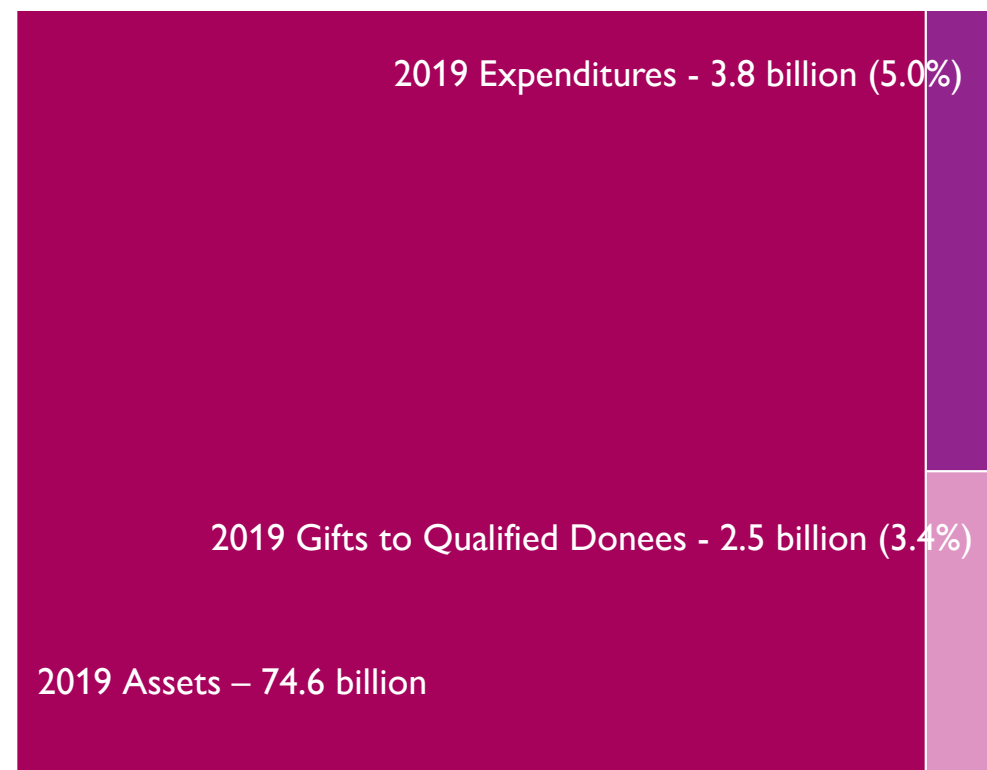 2019 Expenditures - 3.8 billion (5.0%)
2019 Gifts to Qualified Donees - 2.5 billion (3.4%)
2019 Assets – 74.6 billion